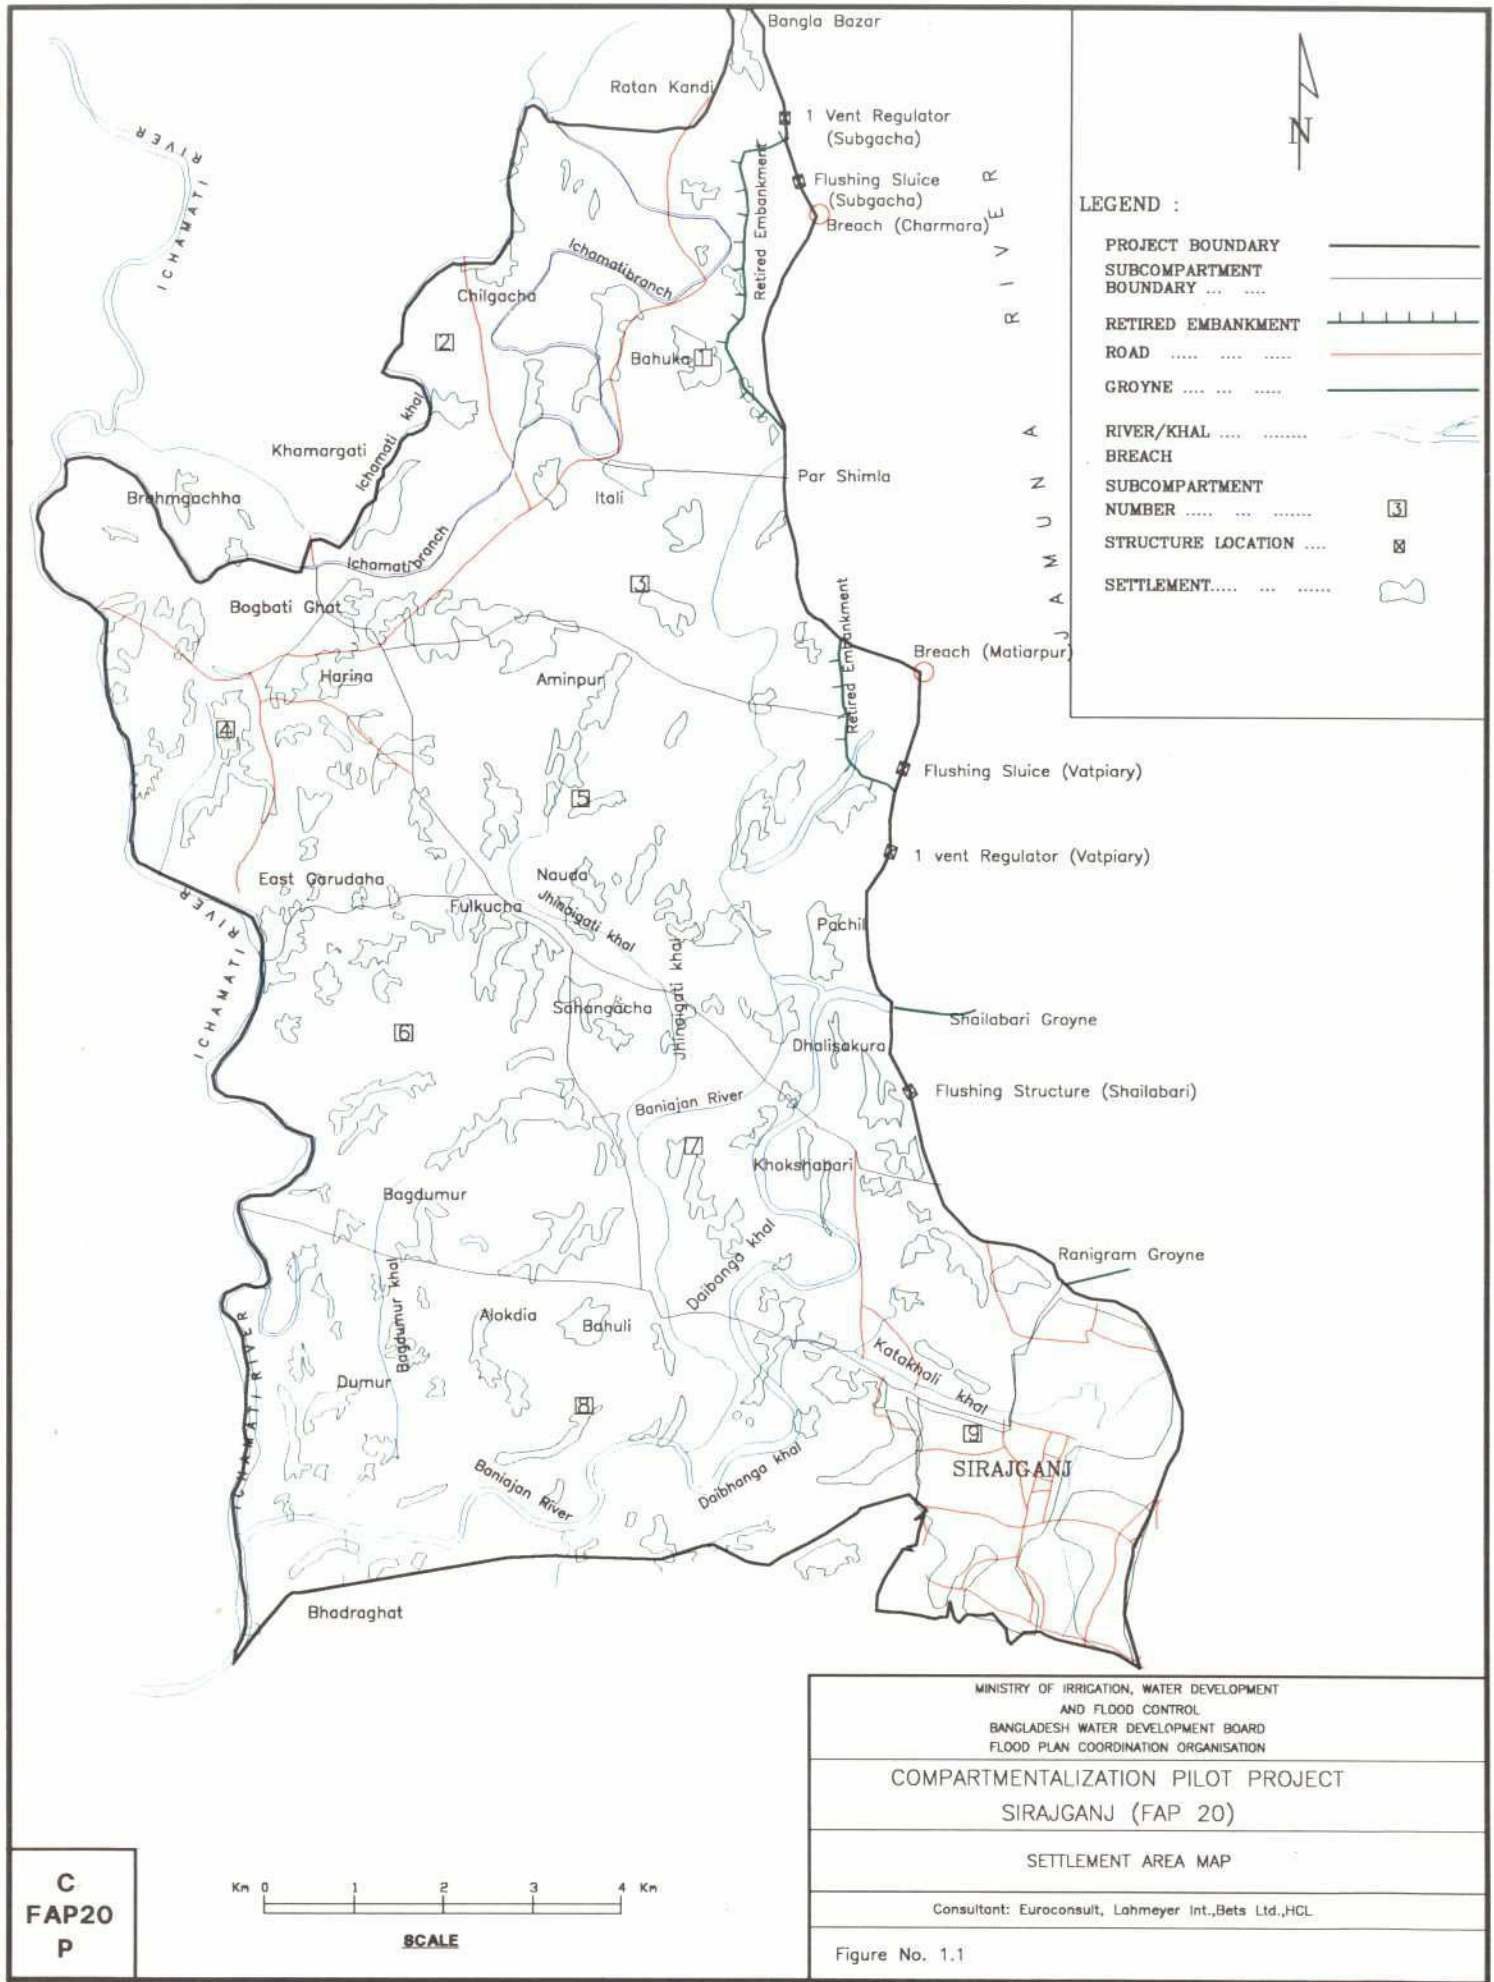 Bangla Bazar
Ratan Kandi
1 Vent Regulator
(Subgacha)
Flushing Sluice
(Subgacha)
Breach (Charmara)
Retired Embankment
ICHAMATI RIVER
JAMUNA RIVER
N
LEGEND :
PROJECT BOUNDARY
SUBCOMPARTMENT
BOUNDARY ... ....
RETIRED EMBANKMENT
ROAD ..... .... .....
GROYNE .... ... .....
RIVER/KHAL .... ........
BREACH
SUBCOMPARTMENT
NUMBER ..... ... ....... 3
STRUCTURE LOCATION ....
SETTLEMENT..... ... ......
Ichamatibranch
Chilgacha
2
Bahuka 1
Ichamati khal
Khamargati
Brahmgachha
Par Shimla
Itali
Ichamati branch
3
Bogbati Ghat
Retired Embankment
Breach (Matiarpur)
Harina
Aminpur
4
Flushing Sluice (Vatpiary)
5
1 vent Regulator (Vatpiary)
East Garudaha
Nauda
Fulkucha
Jhinaigati khal
Pachil
ICHAMATI RIVER
Jhinaigati khal
Sahangacha
Shailabari Groyne
6
Dhalisakura
Flushing Structure (Shailabari)
Baniajan River
7
Khokshabari
Bagdumur
Daibanga khal
Ranigram Groyne
Bagdumur khal
Alokdia
Bahuli
ICHAMATI RIVER
Katakhali khal
Dumur
8
9
SIRAJGANJ
Baniajan River
Daibhanga khal
Bhadraghat
MINISTRY OF IRRIGATION, WATER DEVELOPMENT
AND FLOOD CONTROL
BANGLADESH WATER DEVELOPMENT BOARD
FLOOD PLAN COORDINATION ORGANISATION
COMPARTMENTALIZATION PILOT PROJECT
SIRAJGANJ (FAP 20)
SETTLEMENT AREA MAP
Consultant: Euroconsult, Lahmeyer Int.,Bets Ltd.,HCL
Figure No. 1.1
C
FAP20
P
Km 0 1 2 3 4 Km
SCALE